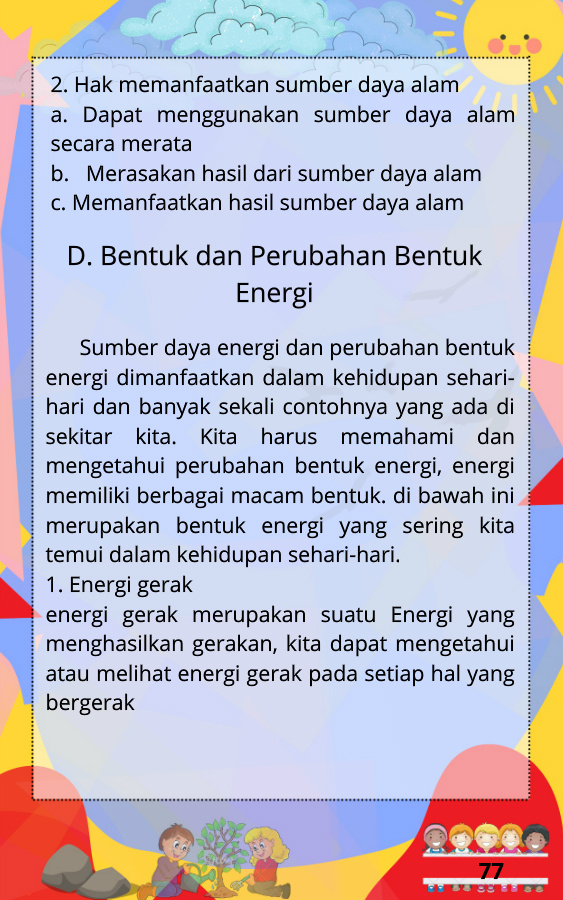 2. Hak memanfaatkan sumber daya alam
a. Dapat menggunakan sumber daya alam
secara merata
b. Merasakan hasil dari sumber daya alam
c. Memanfaatkan hasil sumber daya alam
D. Bentuk dan Perubahan Bentuk
Energi
Sumber daya energi dan perubahan bentuk
energi dimanfaatkan dalam kehidupan sehari-
hari dan banyak sekali contohnya yang ada di
sekitar kita. Kita harus memahami dan
mengetahui perubahan bentuk energi, energi
memiliki berbagai macam bentuk. di bawah ini
merupakan bentuk energi yang sering kita
temui dalam kehidupan sehari-hari.
1. Energi gerak
energi gerak merupakan suatu Energi yang
menghasilkan gerakan, kita dapat mengetahui
atau melihat energi gerak pada setiap hal yang
bergerak
77